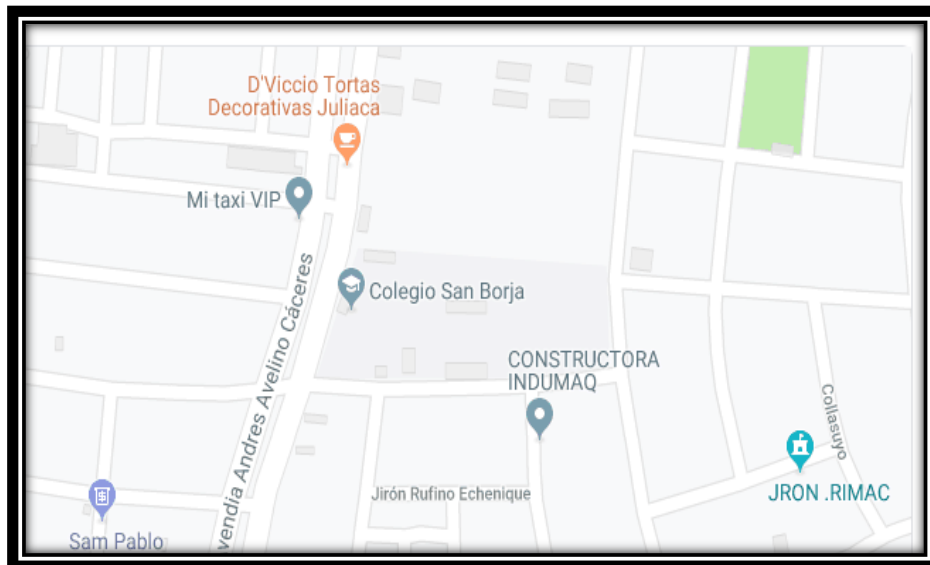 D'Viccio Tortas
Decorativas Juliaca
Mi taxi VIP
Colegio San Borja
vendia Andres Avelino Cáceres
CONSTRUCTORA
INDUMAQ
Collasuyo
Jirón Rufino Echenique
JRON .RIMAC
Sam Pablo